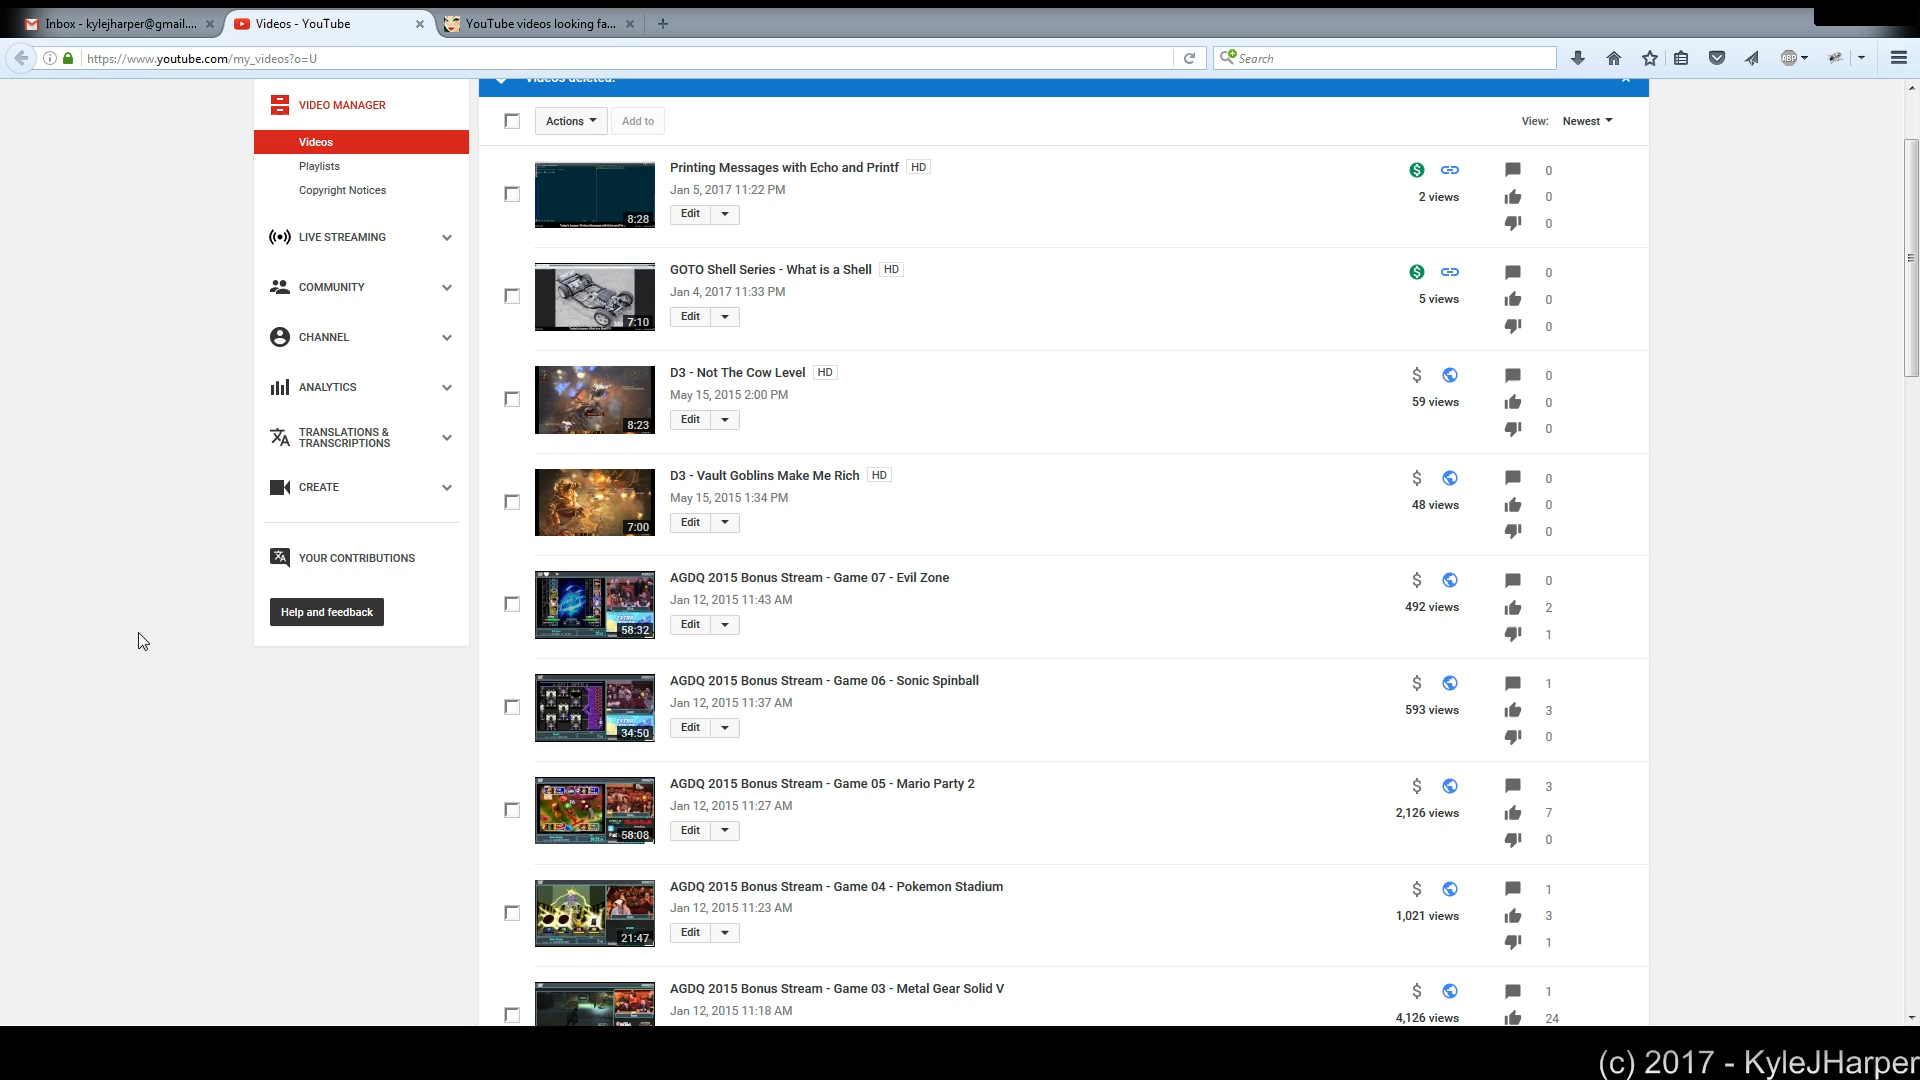 Inbox - kylejharper@gmail....
Videos - YouTube
YouTube videos looking fa...
https://www.youtube.com/my_videos?o=U
Search
ABP
Videos deleted.
VIDEO MANAGER
Videos
Playlists
Copyright Notices
LIVE STREAMING
COMMUNITY
CHANNEL
ANALYTICS
TRANSLATIONS &
TRANSCRIPTIONS
CREATE
YOUR CONTRIBUTIONS
Help and feedback
Actions
Add to
View: Newest
Printing Messages with Echo and Printf HD
Jan 5, 2017 11:22 PM
Edit
8:28
2 views
0
0
0
GOTO Shell Series - What is a Shell HD
Jan 4, 2017 11:33 PM
Edit
7:10
5 views
0
0
0
D3 - Not The Cow Level HD
May 15, 2015 2:00 PM
Edit
8:23
59 views
0
0
0
D3 - Vault Goblins Make Me Rich HD
May 15, 2015 1:34 PM
Edit
7:00
48 views
0
0
0
AGDQ 2015 Bonus Stream - Game 07 - Evil Zone
Jan 12, 2015 11:43 AM
Edit
58:32
492 views
0
2
1
AGDQ 2015 Bonus Stream - Game 06 - Sonic Spinball
Jan 12, 2015 11:37 AM
Edit
34:50
593 views
1
3
0
AGDQ 2015 Bonus Stream - Game 05 - Mario Party 2
Jan 12, 2015 11:27 AM
Edit
58:08
2,126 views
3
7
0
AGDQ 2015 Bonus Stream - Game 04 - Pokemon Stadium
Jan 12, 2015 11:23 AM
Edit
21:47
1,021 views
1
3
1
AGDQ 2015 Bonus Stream - Game 03 - Metal Gear Solid V
Jan 12, 2015 11:18 AM
4,126 views
1
24
(c) 2017 - KyleJHarper